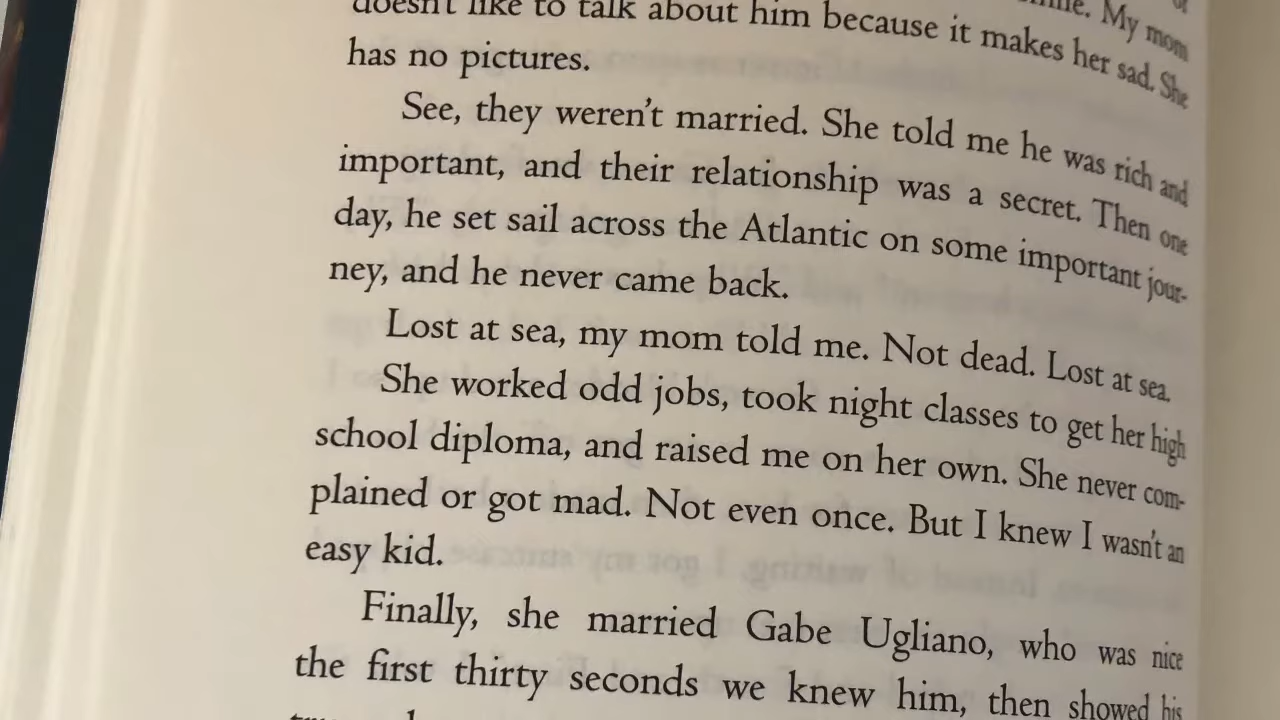 doesn't like to talk about him because it makes her sad. She
has no pictures.
See, they weren't married. She told me he was rich and
important, and their relationship was a secret. Then one
day, he set sail across the Atlantic on some important jour-
ney, and he never came back.
Lost at sea, my mom told me. Not dead. Lost at sea.
She worked odd jobs, took night classes to get her high
school diploma, and raised me on her own. She never com-
plained or got mad. Not even once. But I knew I wasn't an
easy kid.
Finally, she married Gabe Ugliano, who was nice
the first thirty seconds we knew him, then showed his